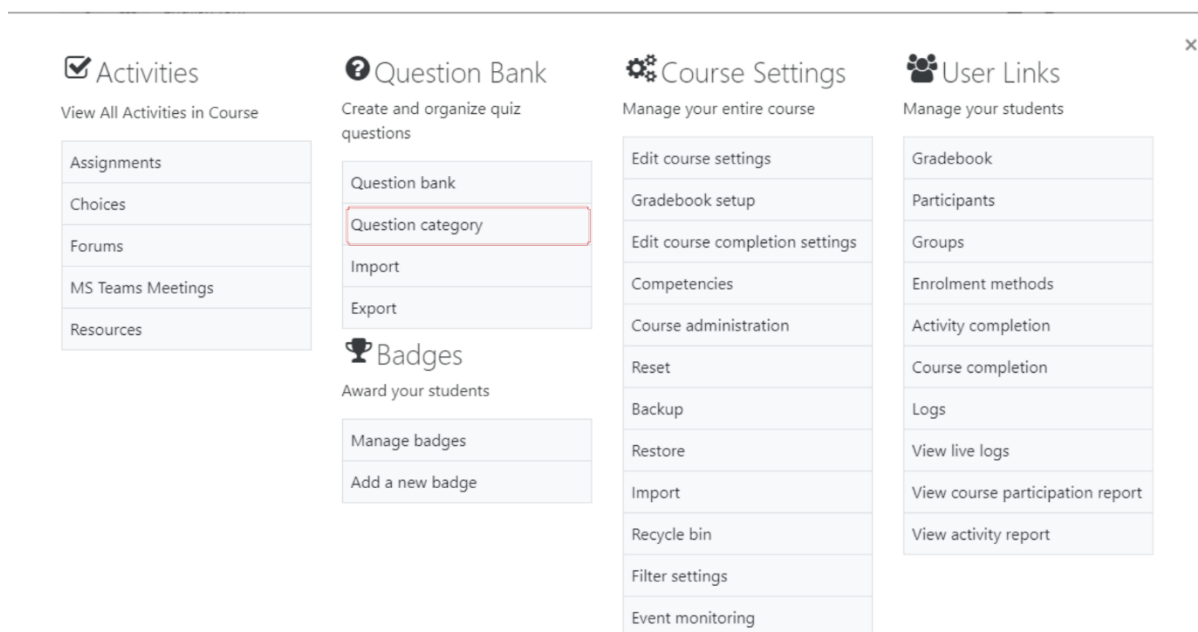 Activities
View All Activities in Course
Assignments
Choices
Forums
MS Teams Meetings
Resources
Question Bank
Create and organize quiz
questions
Question bank
Question category
Import
Export
Badges
Award your students
Manage badges
Add a new badge
Course Settings
Manage your entire course
Edit course settings
Gradebook setup
Edit course completion settings
Competencies
Course administration
Reset
Backup
Restore
Import
Recycle bin
Filter settings
Event monitoring
User Links
Manage your students
Gradebook
Participants
Groups
Enrolment methods
Activity completion
Course completion
Logs
View live logs
View course participation report
View activity report